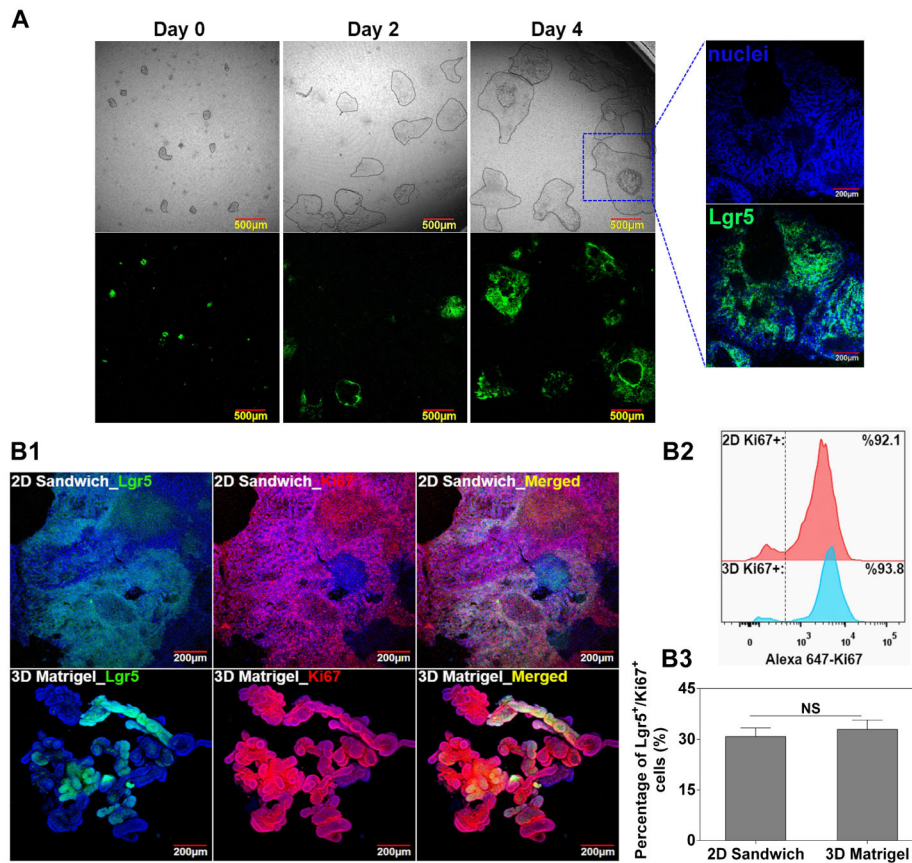 A
Day 0
Day 2
Day 4
500µm
500µm
500µm
500µm
500µm
500µm
nuclei
200µm
Lgr5
200µm
B1
2D Sandwich_Lgr5
2D Sandwich_Ki67
2D Sandwich_Merged
200µm
200µm
200µm
3D Matrigel_Lgr5
3D Matrigel_Ki67
3D Matrigel_Merged
200µm
200µm
200µm
B2
2D Ki67+:
%92.1
3D Ki67+:
%93.8
0
10³
10⁴
10⁵
Alexa 647-Ki67
B3
Percentage of Lgr5⁺/Ki67⁺
cells (%)
45
30
15
0
NS
2D Sandwich
3D Matrigel